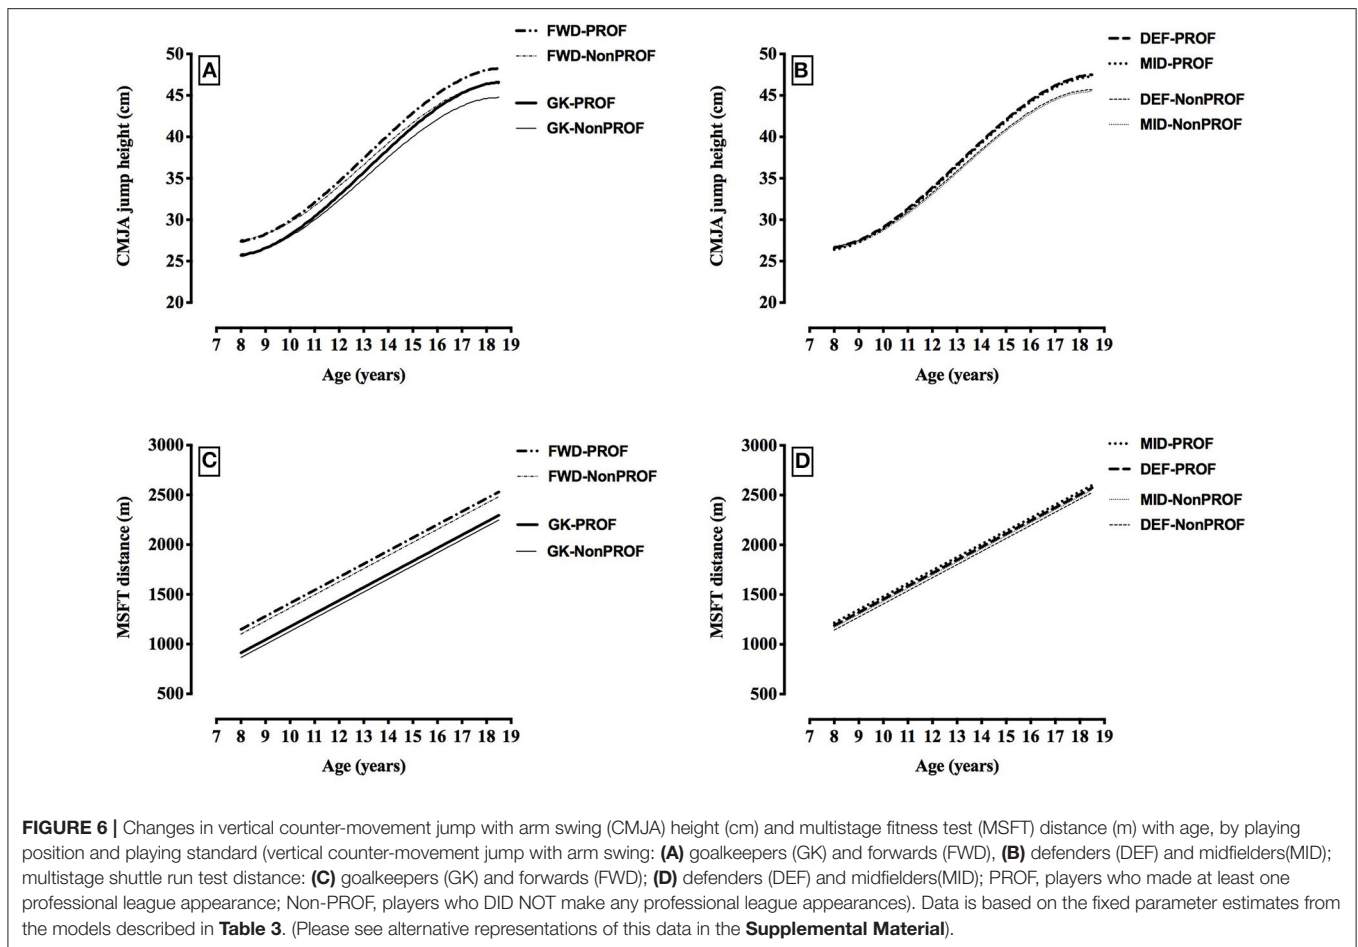 A
FWD-PROF
FWD-NonPROF
GK-PROF
GK-NonPROF
CMJA jump height (cm)
50
45
40
35
30
25
20
7 8 9 10 11 12 13 14 15 16 17 18 19
Age (years)
B
DEF-PROF
MID-PROF
DEF-NonPROF
MID-NonPROF
CMJA jump height (cm)
50
45
40
35
30
25
20
7 8 9 10 11 12 13 14 15 16 17 18 19
Age (years)
C
FWD-PROF
FWD-NonPROF
GK-PROF
GK-NonPROF
MSFT distance (m)
3000
2500
2000
1500
1000
500
7 8 9 10 11 12 13 14 15 16 17 18 19
Age (years)
D
MID-PROF
DEF-PROF
MID-NonPROF
DEF-NonPROF
MSFT distance (m)
3000
2500
2000
1500
1000
500
7 8 9 10 11 12 13 14 15 16 17 18 19
Age (years)
FIGURE 6 | Changes in vertical counter-movement jump with arm swing (CMJA) height (cm) and multistage fitness test (MSFT) distance (m) with age, by playing
position and playing standard (vertical counter-movement jump with arm swing: (A) goalkeepers (GK) and forwards (FWD), (B) defenders (DEF) and midfielders(MID);
multistage shuttle run test distance: (C) goalkeepers (GK) and forwards (FWD); (D) defenders (DEF) and midfielders(MID); PROF, players who made at least one
professional league appearance; Non-PROF, players who DID NOT make any professional league appearances). Data is based on the fixed parameter estimates from
the models described in Table 3. (Please see alternative representations of this data in the Supplemental Material).